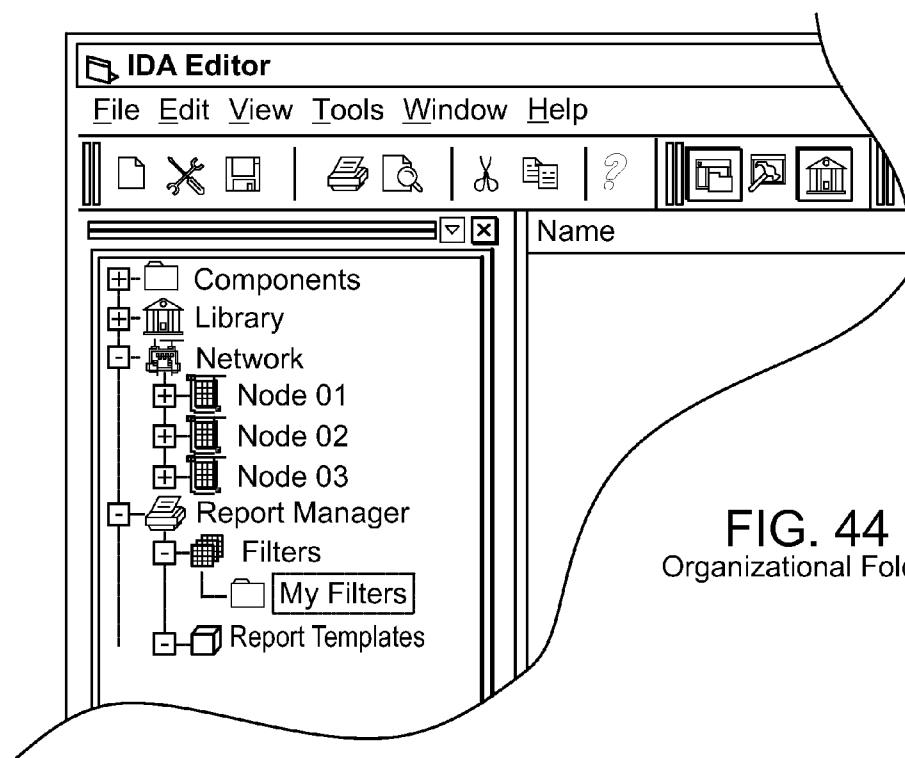 IDA Editor
File Edit View Tools Window Help
Name
Components
Library
Network
Node 01
Node 02
Node 03
Report Manager
Filters
My Filters
Report Templates
FIG. 44
Organizational